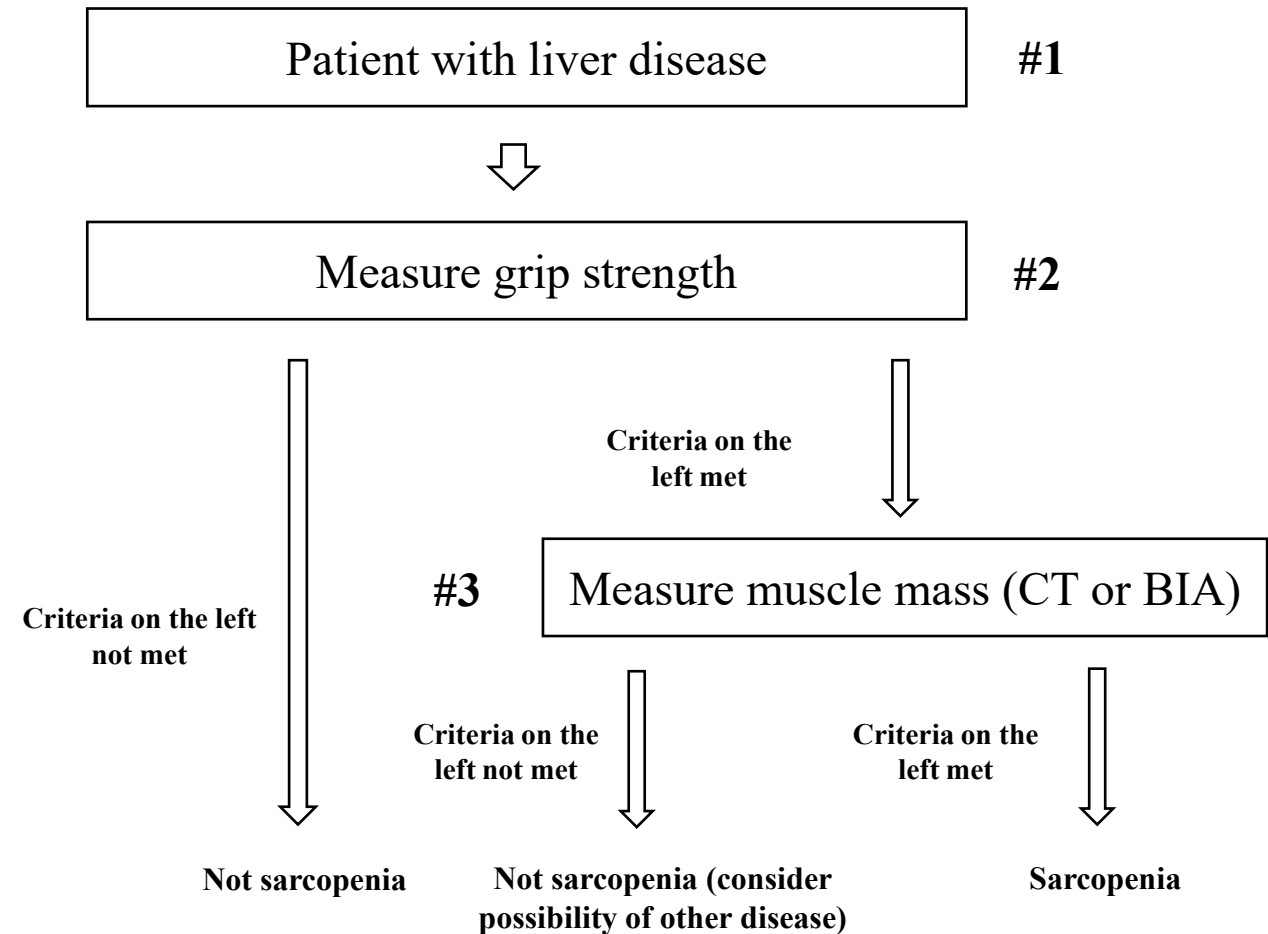 Patient with liver disease
#1
Measure grip strength
#2
Criteria on the
left met
#3
Measure muscle mass (CT or BIA)
Criteria on the left
not met
Criteria on the
left not met
Criteria on the
left met
Not sarcopenia
Not sarcopenia (consider
possibility of other disease)
Sarcopenia